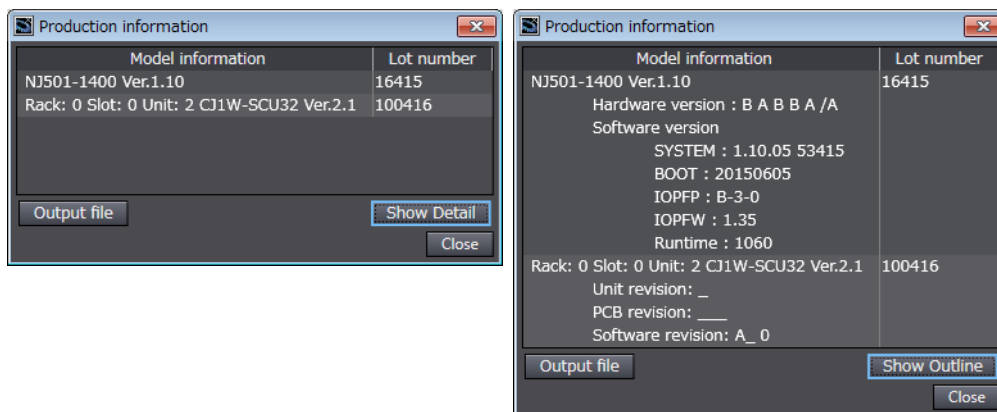 Production information
Model information Lot number
NJ501-1400 Ver.1.10 16415
Rack: 0 Slot: 0 Unit: 2 CJ1W-SCU32 Ver.2.1 100416
Output file Show Detail
Close
Production information
Model information Lot number
NJ501-1400 Ver.1.10 16415
Hardware version : B A B B A /A
Software version
SYSTEM : 1.10.05 53415
BOOT : 20150605
IOPFP : B-3-0
IOPFW : 1.35
Runtime : 1060
Rack: 0 Slot: 0 Unit: 2 CJ1W-SCU32 Ver.2.1 100416
Unit revision: _
PCB revision: ___
Software revision: A_ 0
Output file Show Outline
Close